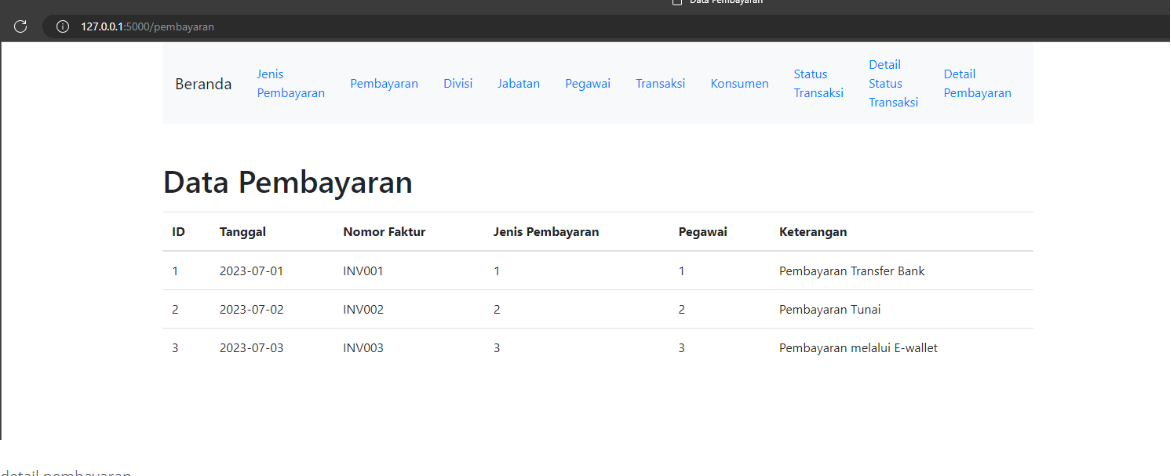 Data Pembayaran
127.0.0.1:5000/pembayaran
Beranda
Jenis
Pembayaran
Pembayaran
Divisi
Jabatan
Pegawai
Transaksi
Konsumen
Status
Transaksi
Detail
Status
Transaksi
Detail
Pembayaran
Data Pembayaran
ID Tanggal Nomor Faktur Jenis Pembayaran Pegawai Keterangan
1 2023-07-01 INV001 1 1 Pembayaran Transfer Bank
2 2023-07-02 INV002 2 2 Pembayaran Tunai
3 2023-07-03 INV003 3 3 Pembayaran melalui E-wallet
detail pembayaran